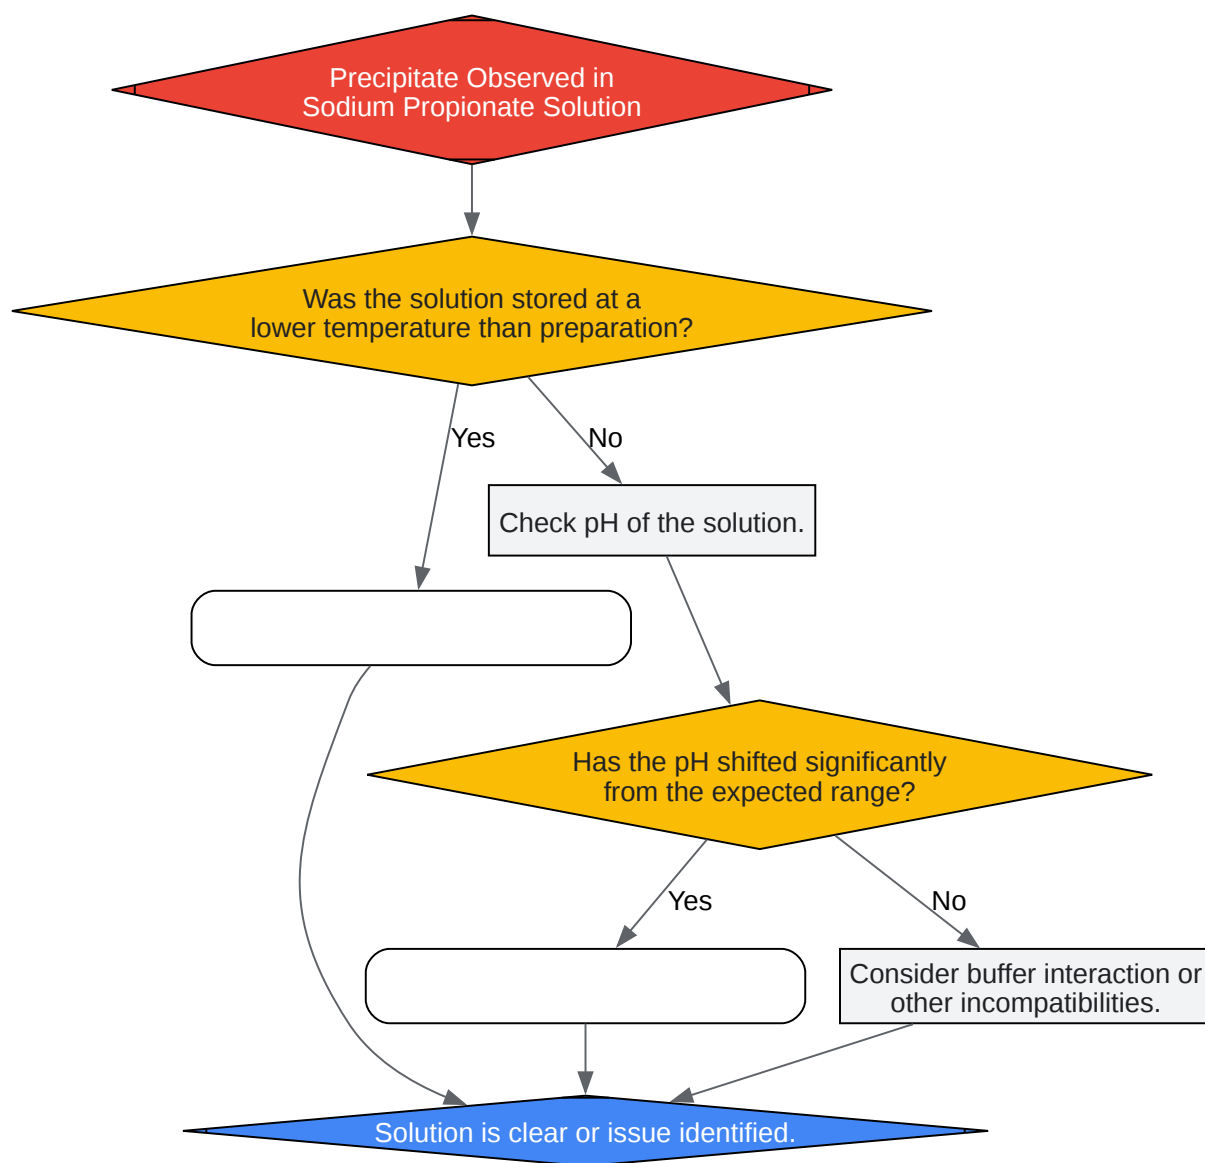 Precipitate Observed in
Sodium Propionate Solution
Was the solution stored at a
lower temperature than preparation?
Yes
No
Check pH of the solution.
Has the pH shifted significantly
from the expected range?
Yes
No
Consider buffer interaction or
other incompatibilities.
Solution is clear or issue identified.